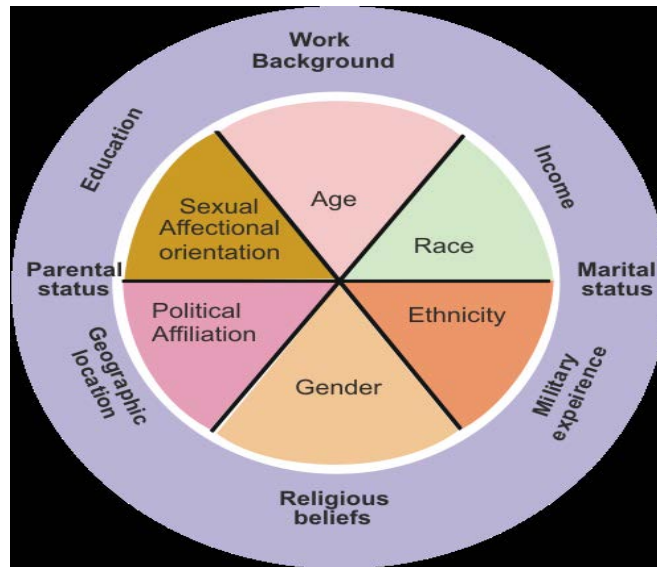 Work
Background
Education
Income
Age
Sexual
Affectional
orientation
Race
Parental
status
Marital
status
Political
Affiliation
Ethnicity
Geographic
location
Gender
Military
expeirence
Religious
beliefs